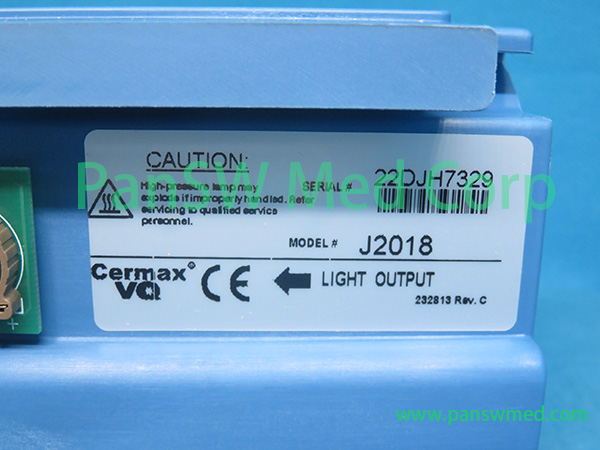 CAUTION:
High-pressure lamp may
explode if improperly handled. Refer
servicing to qualified service
personnel.
SERIAL # 22DJH7329
PanSW Med Corp
MODEL # J2018
Cermax®
VQ
CE
LIGHT OUTPUT
232813 Rev. C
+
www.panswmed.com